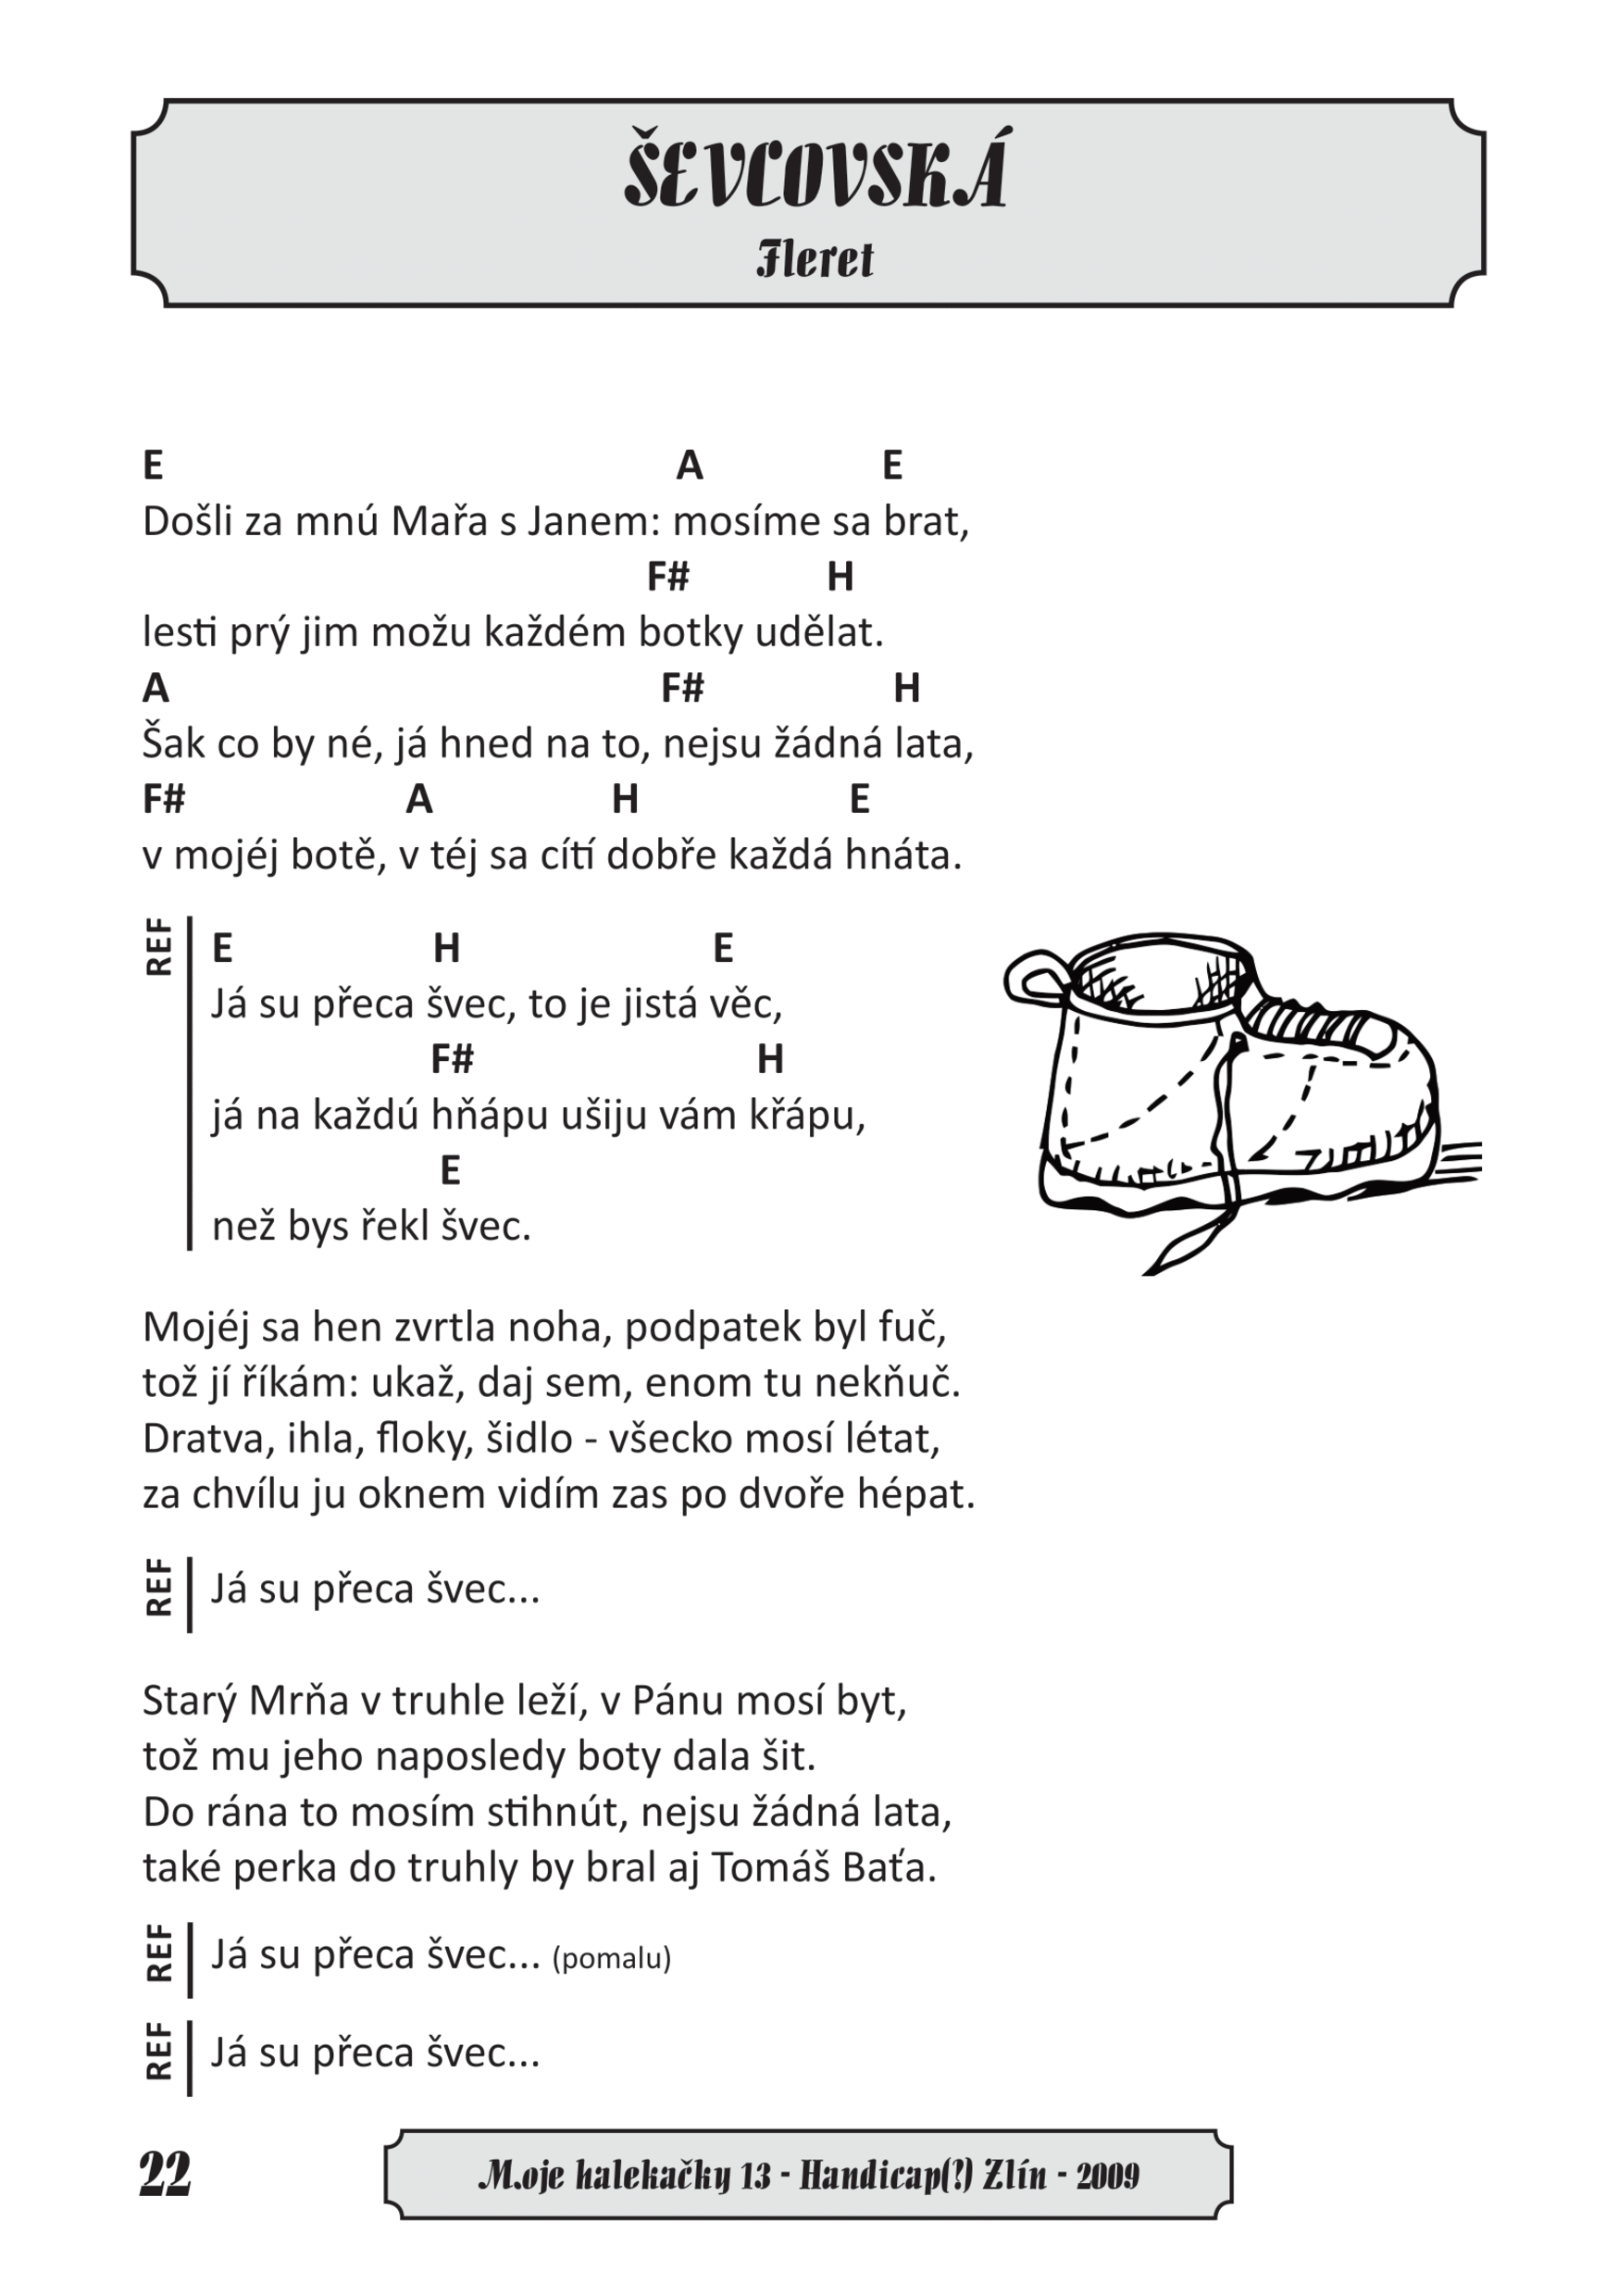 ŠEVCOVSKÁ
Fleret
E A E
Došli za mnú Mařa s Janem: mosíme sa brat,
F# H
lesti prý jim možu každém botky udělat.
A F# H
Šak co by né, já hned na to, nejsu žádná lata,
F# A H E
v mojéj botě, v téj sa cítí dobře každá hnáta.
REF
E H E
Já su přeca švec, to je jistá věc,
F# H
já na každú hňápu ušiju vám křápu,
E
než bys řekl švec.
Mojéj sa hen zvrtla noha, podpatek byl fuč,
tož jí říkám: ukaž, daj sem, enom tu nekňuč.
Dratva, ihla, floky, šidlo - všecko mosí létat,
za chvílu ju oknem vidím zas po dvoře hépat.
REF
Já su přeca švec...
Starý Mrňa v truhle leží, v Pánu mosí byt,
tož mu jeho naposledy boty dala šit.
Do rána to mosím stihnút, nejsu žádná lata,
také perka do truhly by bral aj Tomáš Baťa.
REF
Já su přeca švec... (pomalu)
REF
Já su přeca švec...
22
Moje halekačky 13 - Handicap(?) Zlín - 2009